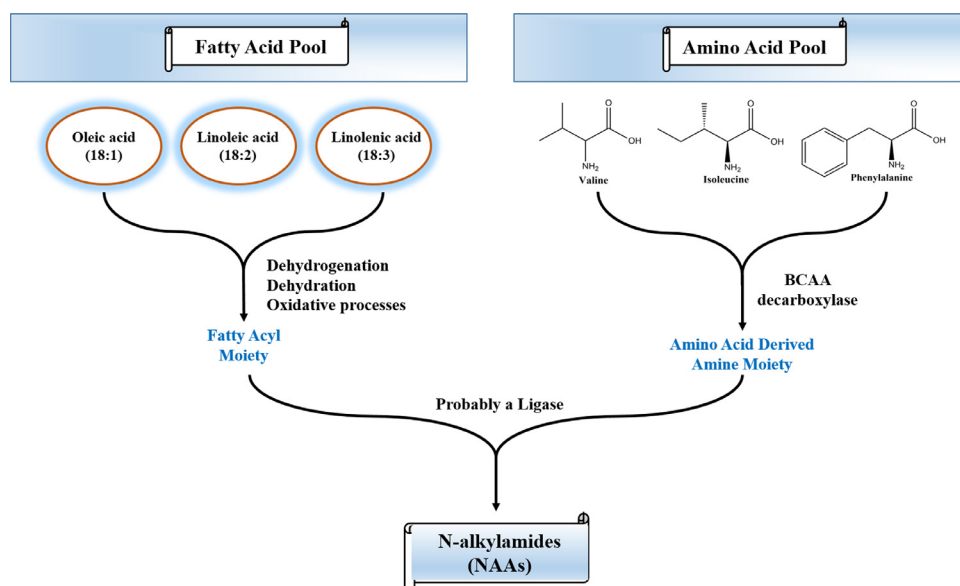 Fatty Acid Pool
Amino Acid Pool
Oleic acid
(18:1)
Linoleic acid
(18:2)
Linolenic acid
(18:3)
O
OH
NH2
Valine
O
OH
NH2
Isoleucine
O
OH
NH2
Phenylalanine
Dehydrogenation
Dehydration
Oxidative processes
BCAA
decarboxylase
Fatty Acyl
Moiety
Amino Acid Derived
Amine Moiety
Probably a Ligase
N-alkylamides
(NAAs)